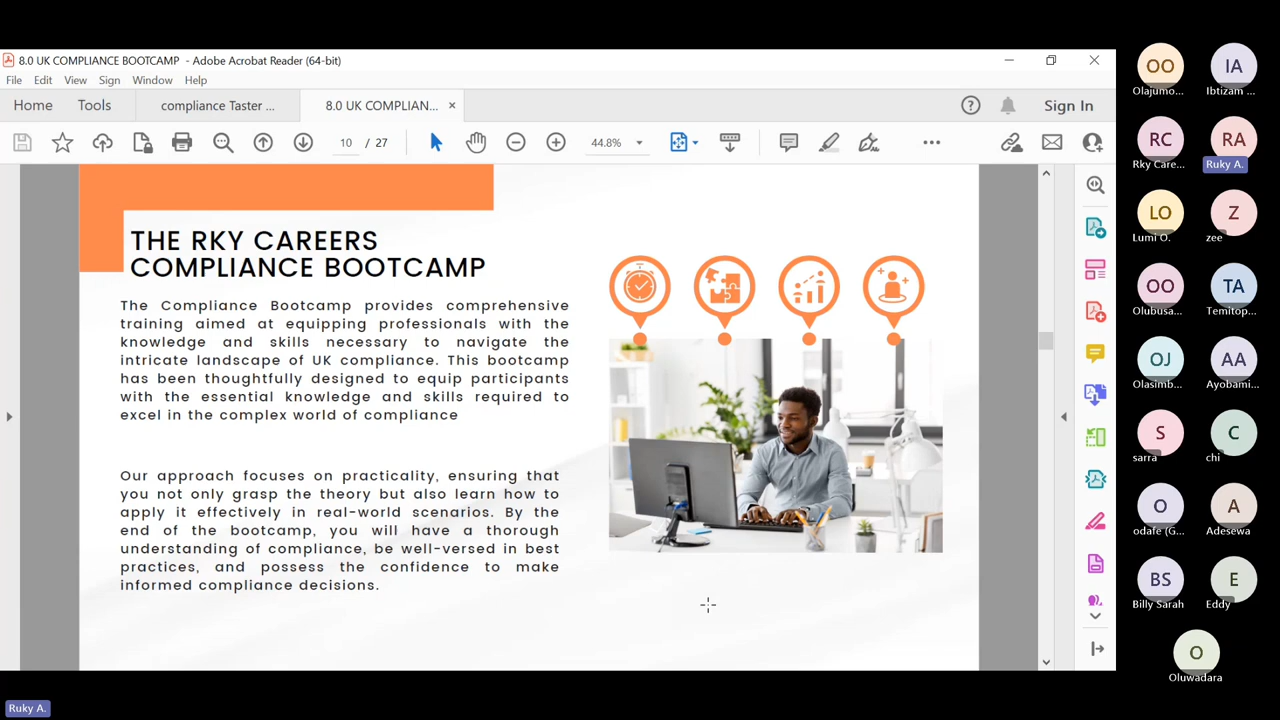 8.0 UK COMPLIANCE BOOTCAMP - Adobe Acrobat Reader (64-bit)
File Edit View Sign Window Help
Home Tools compliance Taster ... 8.0 UK COMPLIAN... × Sign In
10 / 27 44.8%
THE RKY CAREERS
COMPLIANCE BOOTCAMP
The Compliance Bootcamp provides comprehensive
training aimed at equipping professionals with the
knowledge and skills necessary to navigate the
intricate landscape of UK compliance. This bootcamp
has been thoughtfully designed to equip participants
with the essential knowledge and skills required to
excel in the complex world of compliance
Our approach focuses on practicality, ensuring that
you not only grasp the theory but also learn how to
apply it effectively in real-world scenarios. By the
end of the bootcamp, you will have a thorough
understanding of compliance, be well-versed in best
practices, and possess the confidence to make
informed compliance decisions.
OO IA
Olajumo... Ibtizam ...
RC RA
Rky Care... Ruky A.
LO Z
Lumi O. zee
OO TA
Olubusa... Temitop...
OJ AA
Olasimb... Ayobami...
S C
sarra chi
O A
odafe (G... Adesewa
BS E
Billy Sarah Eddy
O
Oluwadara
Ruky A.